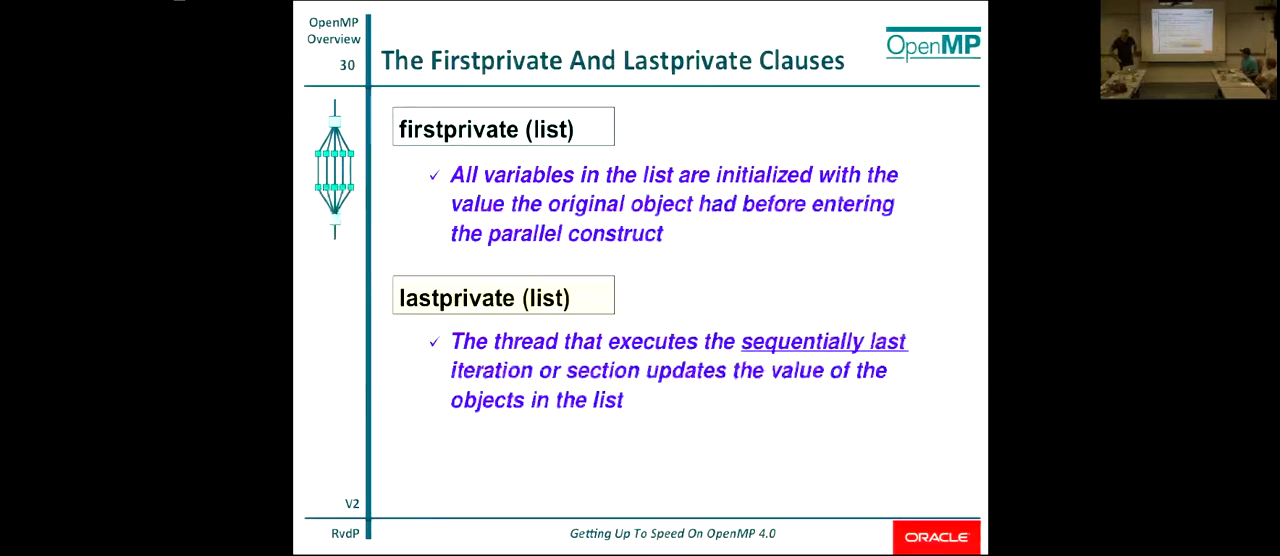 OpenMP
Overview
30
The Firstprivate And Lastprivate Clauses
OpenMP
firstprivate (list)
✓ All variables in the list are initialized with the
value the original object had before entering
the parallel construct
lastprivate (list)
✓ The thread that executes the sequentially last
iteration or section updates the value of the
objects in the list
V2
RvdP
Getting Up To Speed On OpenMP 4.0
ORACLE